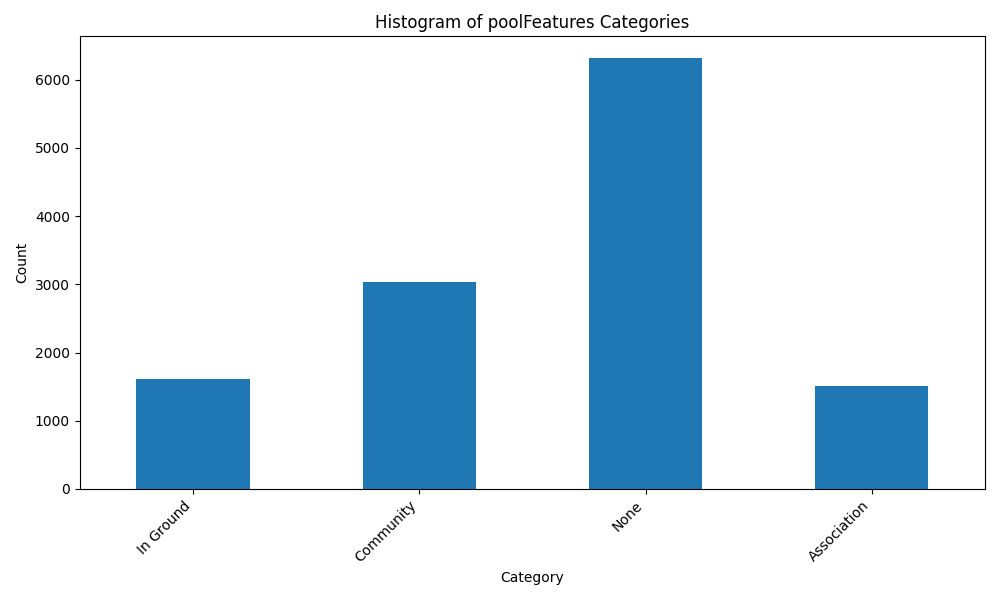 Histogram of poolFeatures Categories
6000
5000
4000
3000
2000
1000
0
Count
In Ground
Community
None
Association
Category